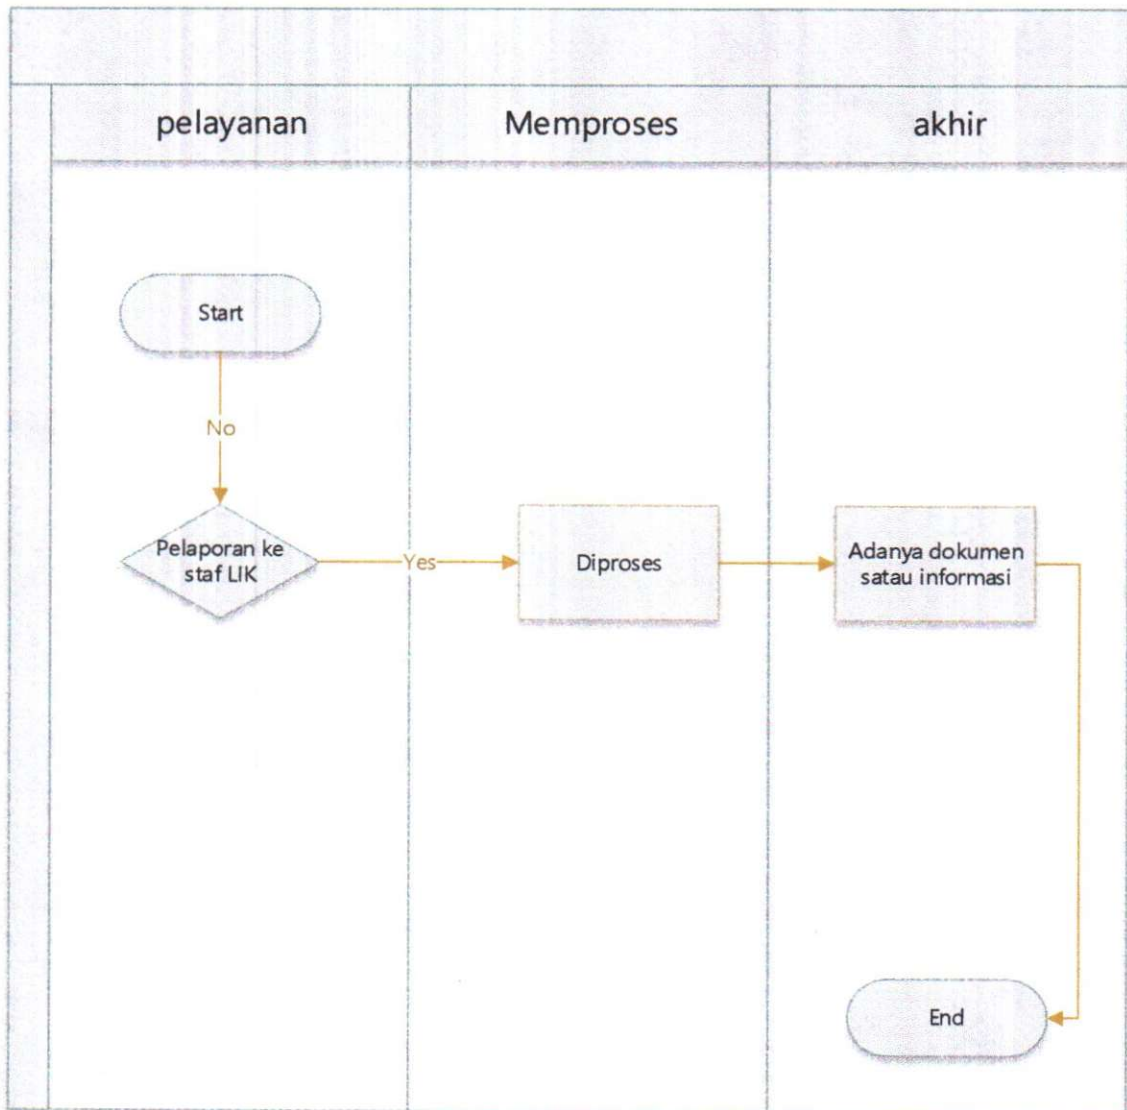 pelayanan
Memproses
akhir
Start
No
Pelaporan ke
staf LIK
Yes
Diproses
Adanya dokumen
satau informasi
End